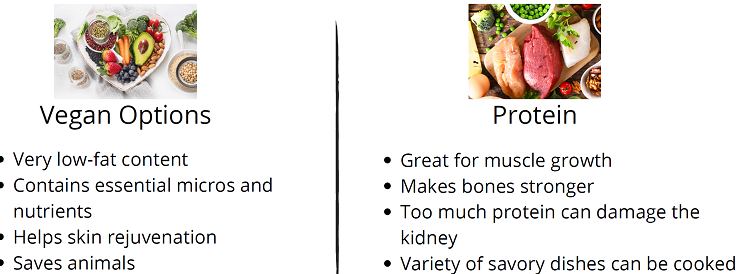 Vegan Options
• Very low-fat content
• Contains essential micros and
nutrients
• Helps skin rejuvenation
• Saves animals
Protein
• Great for muscle growth
• Makes bones stronger
• Too much protein can damage the
kidney
• Variety of savory dishes can be cooked